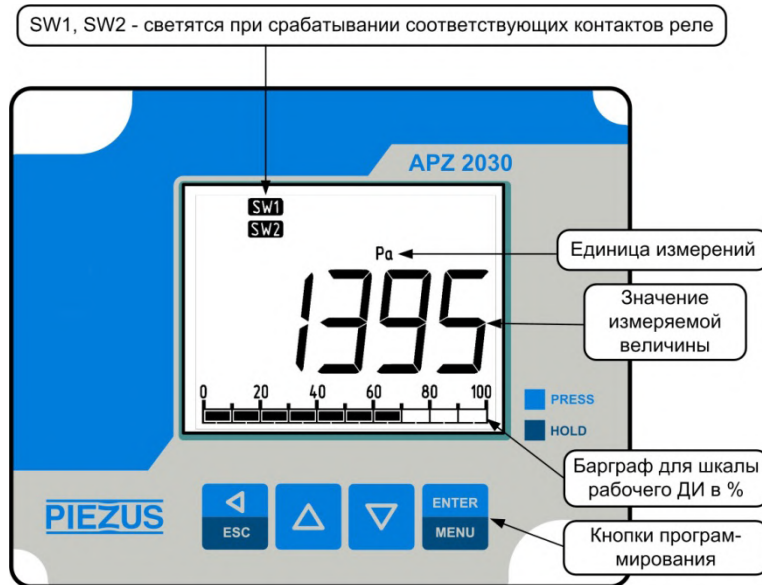 SW1, SW2 - светятся при срабатывании соответствующих контактов реле
APZ 2030
SW1
SW2
Pa
Единица измерений
1395
Значение
измеряемой
величины
0 20 40 60 80 100
PRESS
HOLD
Барграф для шкалы
рабочего ДИ в %
PIEZUS
ESC
ENTER
MENU
Кнопки програм-
мирования